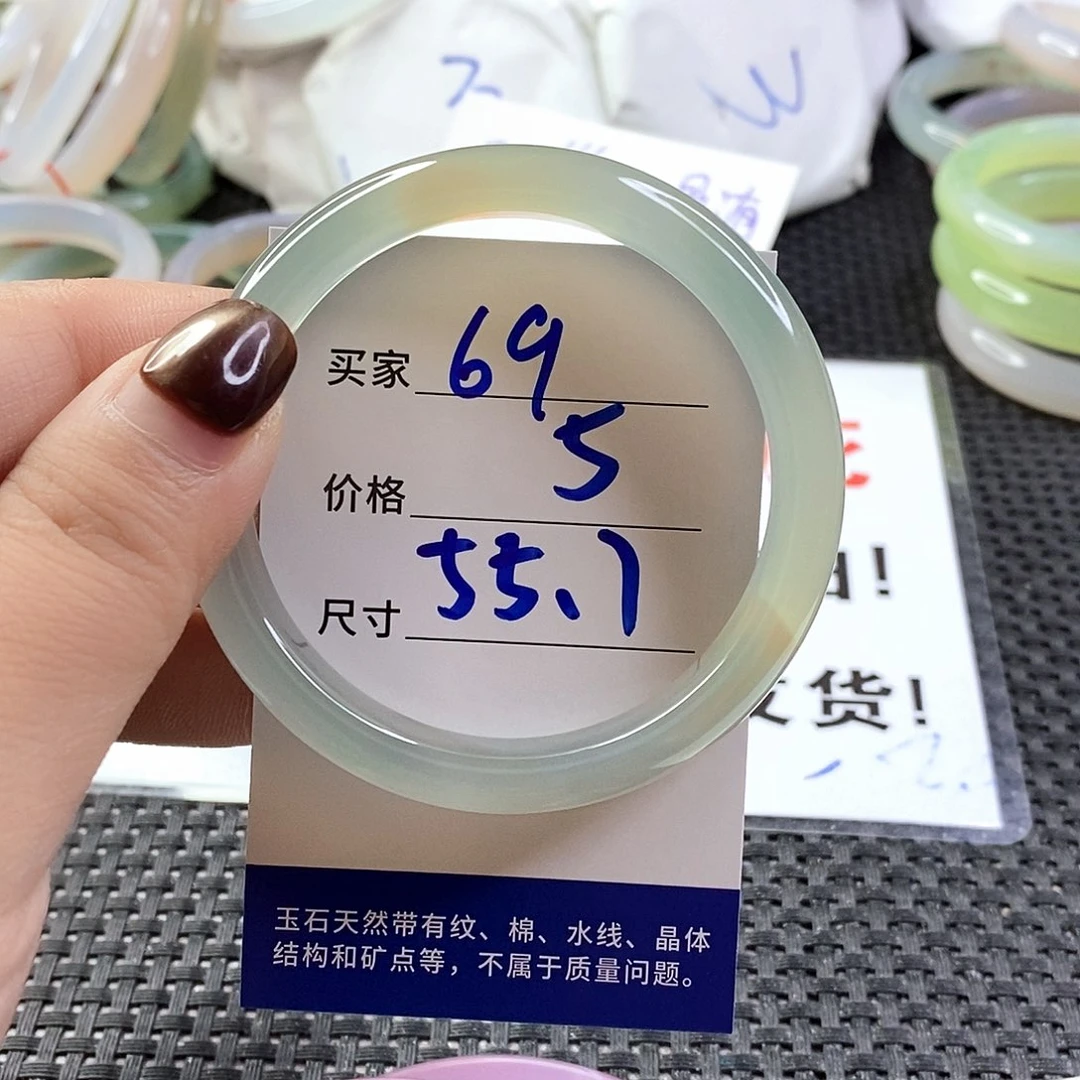 买家 69
价格 5
尺寸 55.1
玉石天然带有纹、棉、水线、晶体
结构和矿点等，不属于质量问题。
货!